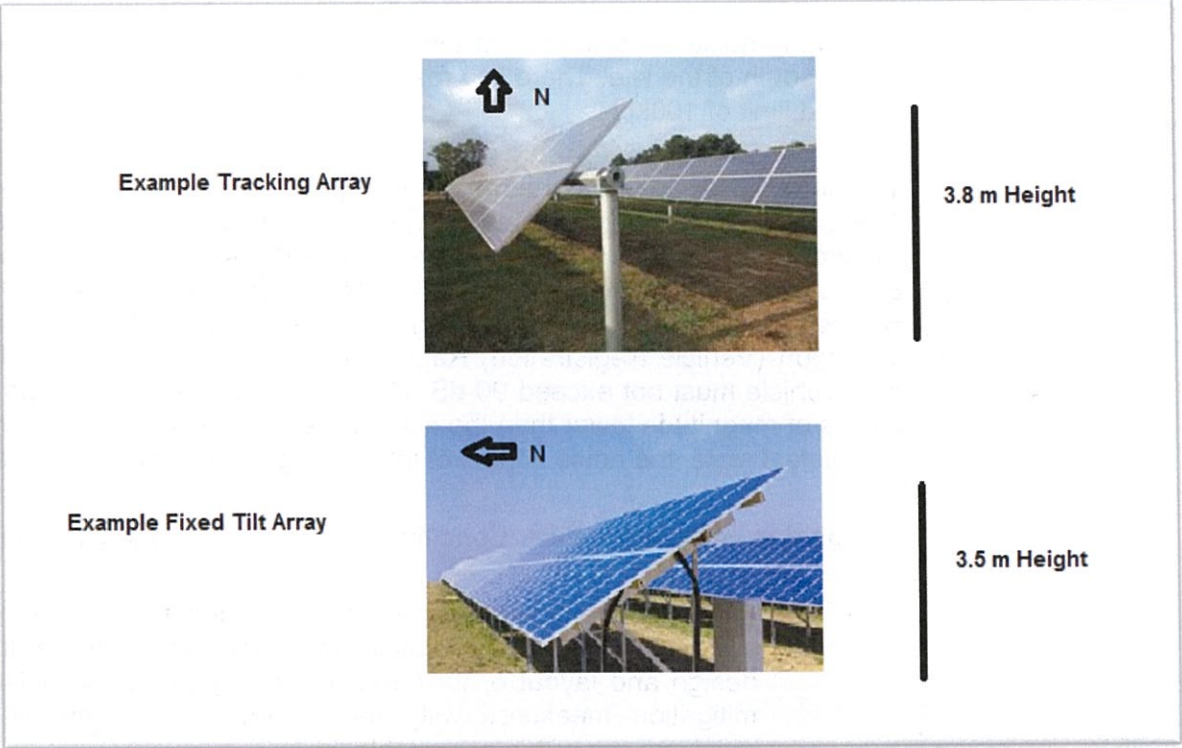 N
Example Tracking Array
3.8 m Height
N
Example Fixed Tilt Array
3.5 m Height